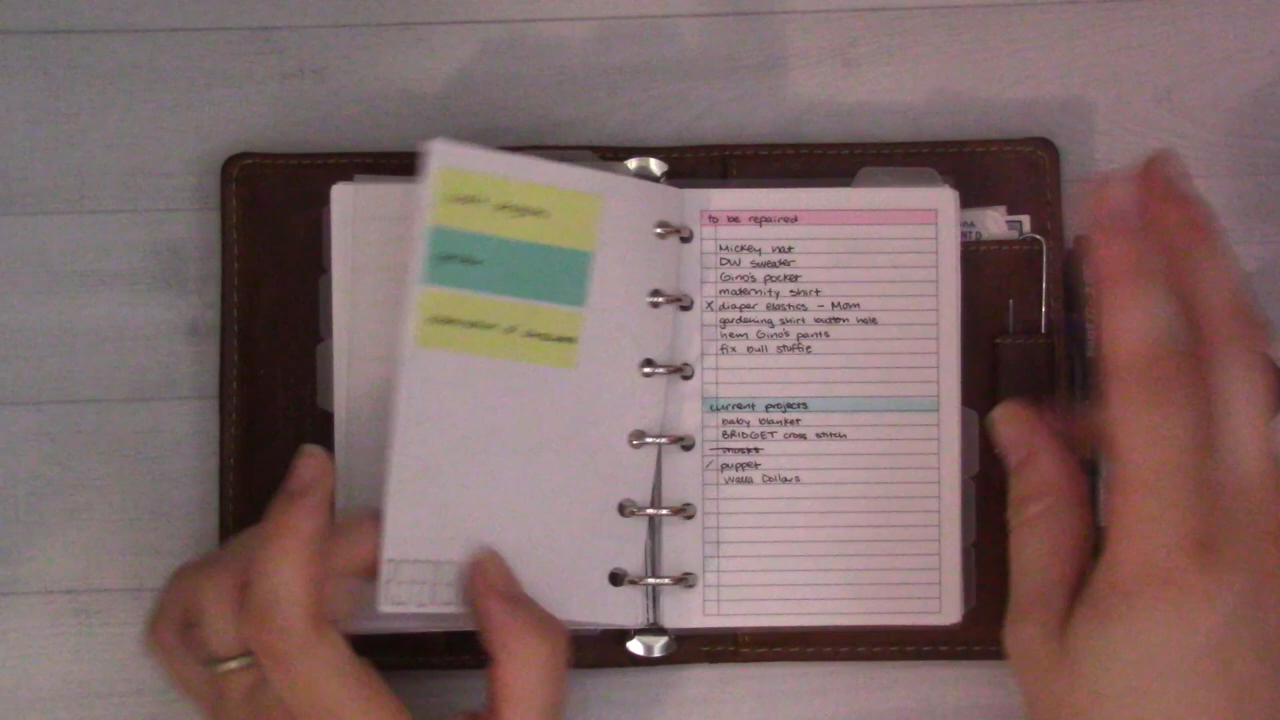 to be repaired
Mickey hat
DW sweater
Gino's pocket
maternity shirt
X diaper elastics - Mom
gardening shirt button hole
hem Gino's pants
fix bull stuffie
current projects
baby blanket
BRIDGET cross stitch
masks
/ puppet
Walla Dollars